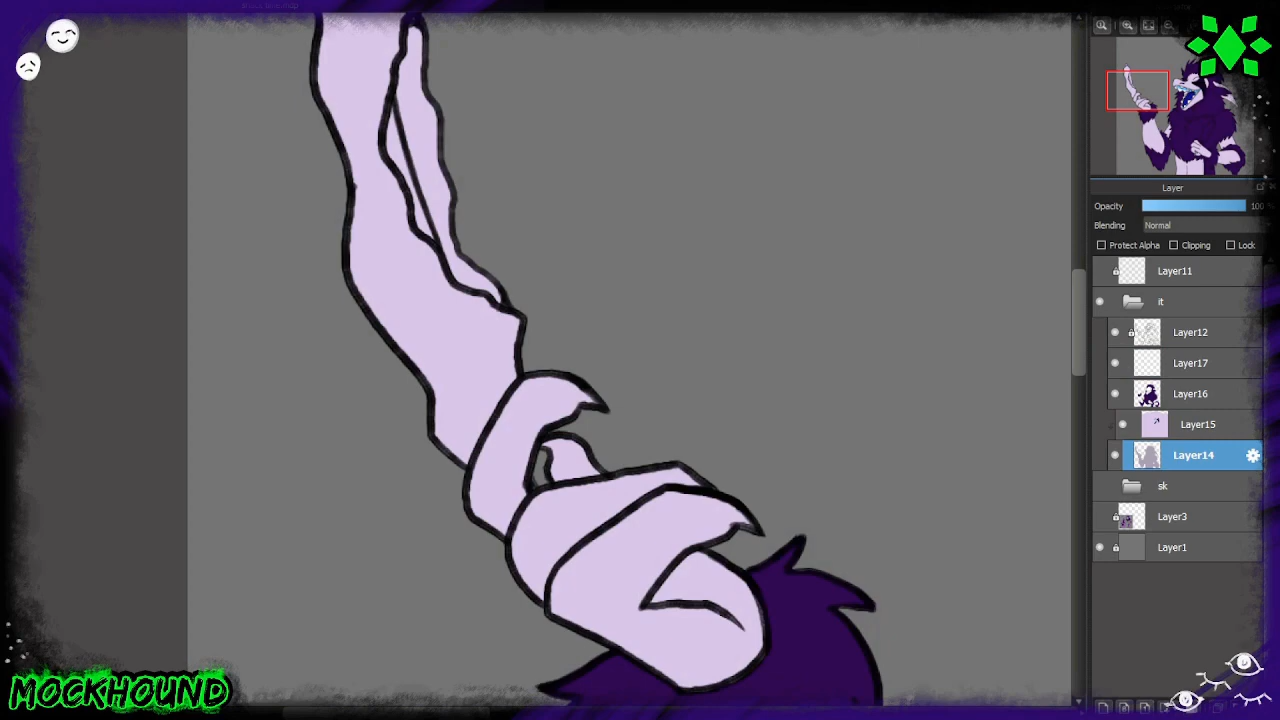 Layer
Opacity 100
Blending Normal
Protect Alpha Clipping Lock
Layer11
it
Layer12
Layer17
Layer16
Layer15
Layer14
sk
Layer3
Layer1
MOCKHOUND